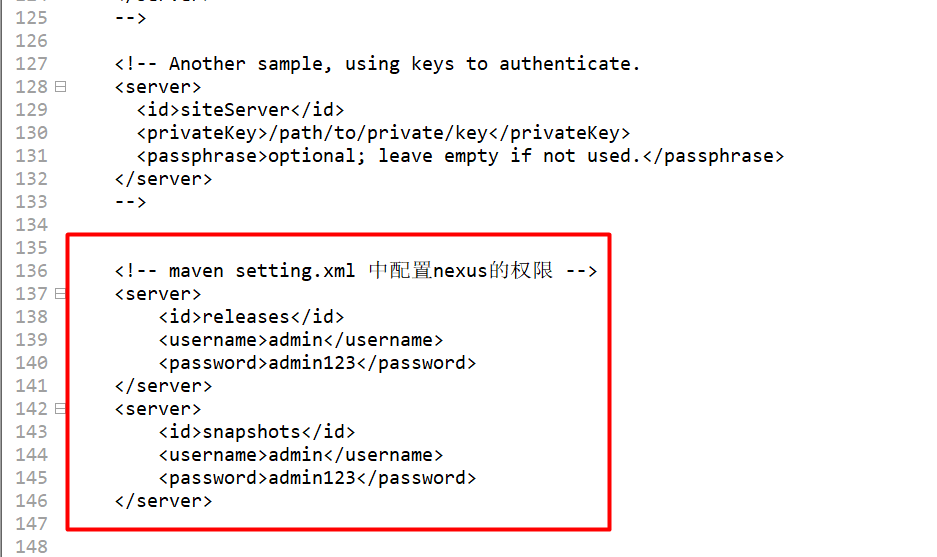 125 -->
126
127 <!-- Another sample, using keys to authenticate.
128 <server>
129 <id>siteServer</id>
130 <privateKey>/path/to/private/key</privateKey>
131 <passphrase>optional; leave empty if not used.</passphrase>
132 </server>
133 -->
134
135
136 <!-- maven setting.xml 中配置nexus的权限 -->
137 <server>
138 <id>releases</id>
139 <username>admin</username>
140 <password>admin123</password>
141 </server>
142 <server>
143 <id>snapshots</id>
144 <username>admin</username>
145 <password>admin123</password>
146 </server>
147
148